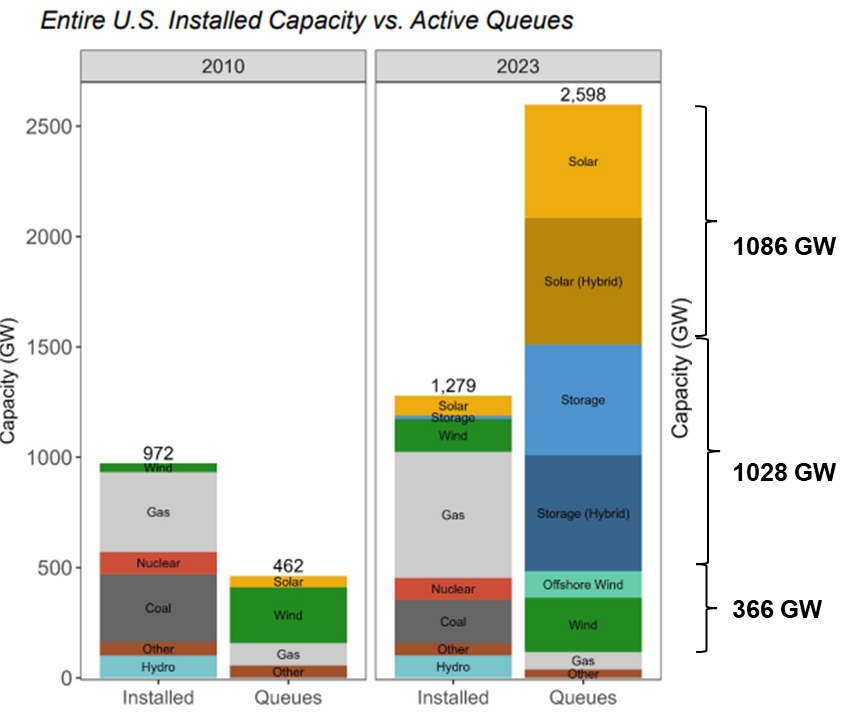 Entire U.S. Installed Capacity vs. Active Queues
2010
2023
Capacity (GW)
2500
2000
1500
1000
500
0
972
Wind
Gas
Nuclear
Coal
Other
Hydro
Installed
462
Solar
Wind
Gas
Other
Queues
1,279
Solar
Storage
Wind
Gas
Nuclear
Coal
Other
Hydro
Installed
2,598
Solar
Solar (Hybrid)
Storage
Storage (Hybrid)
Offshore Wind
Wind
Gas
Other
Queues
Capacity (GW)
1086 GW
1028 GW
366 GW